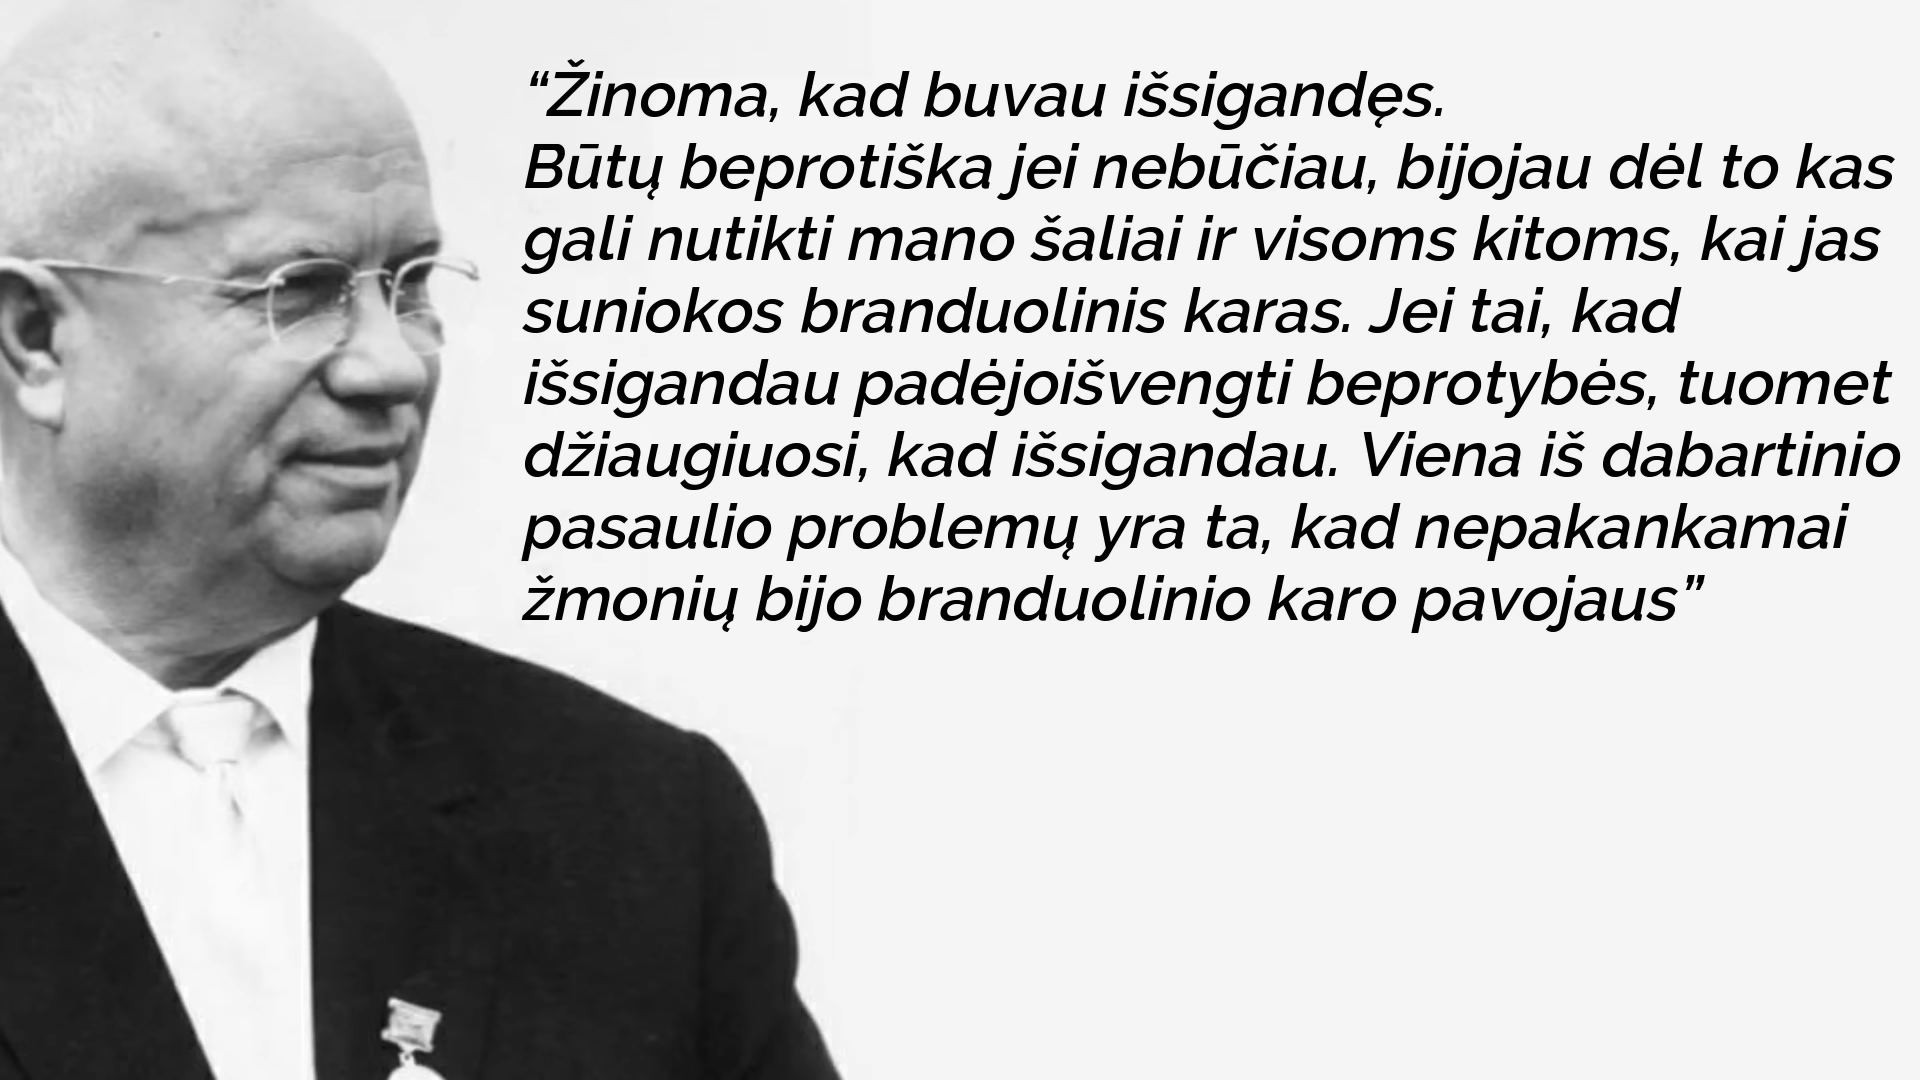 “Žinoma, kad buvau išsigandęs.
Būtų beprotiška jei nebūčiau, bijojau dėl to kas
gali nutikti mano šaliai ir visoms kitoms, kai jas
suniokos branduolinis karas. Jei tai, kad
išsigandau padėjoišvengti beprotybės, tuomet
džiaugiuosi, kad išsigandau. Viena iš dabartinio
pasaulio problemų yra ta, kad nepakankamai
žmonių bijo branduolinio karo pavojaus”